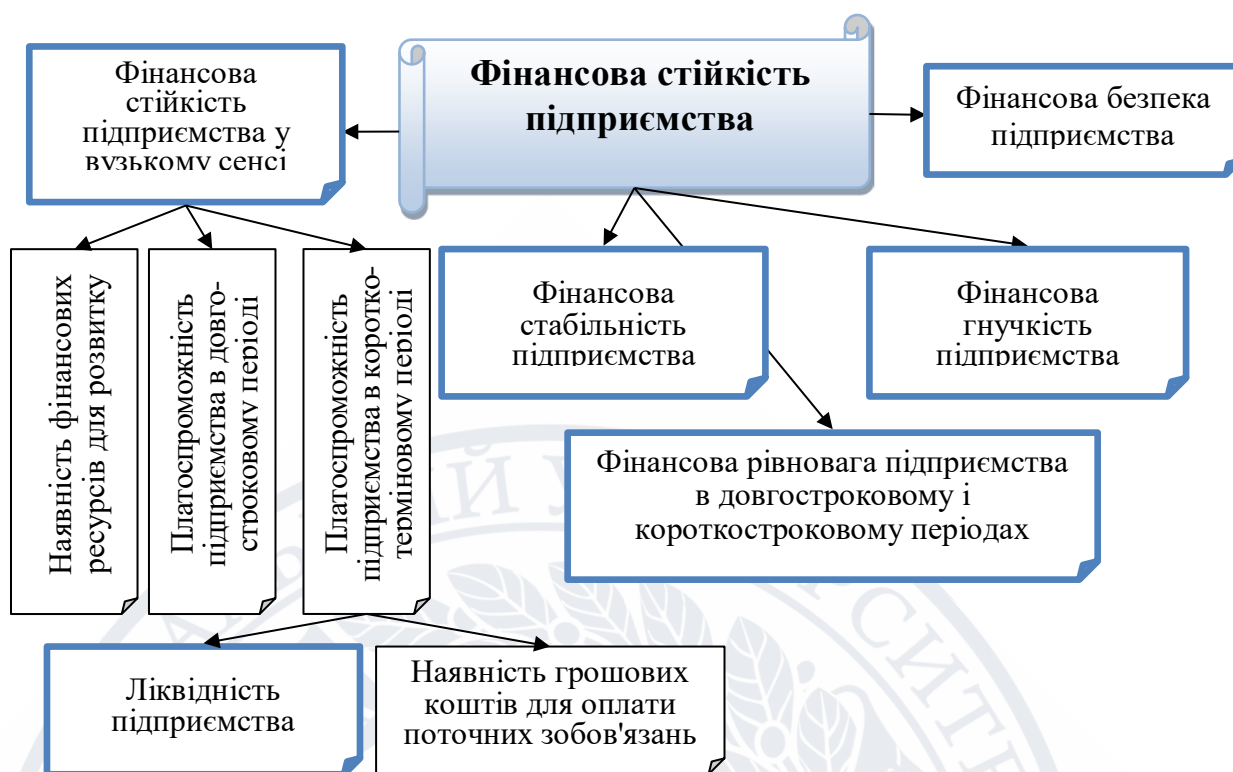 Фінансова стійкість
підприємства
Фінансова
стійкість
підприємства у
вузькому сенсі
Фінансова безпека
підприємства
Наявність фінансових
ресурсів для розвитку
Платоспроможність
підприємства в довго-
строковому періоді
Платоспроможність
підприємства в коротко-
терміновому періоді
Фінансова
стабільність
підприємства
Фінансова
гнучкість
підприємства
Фінансова рівновага підприємства
в довгостроковому і
короткостроковому періодах
Ліквідність
підприємства
Наявність грошових
коштів для оплати
поточних зобов'язань